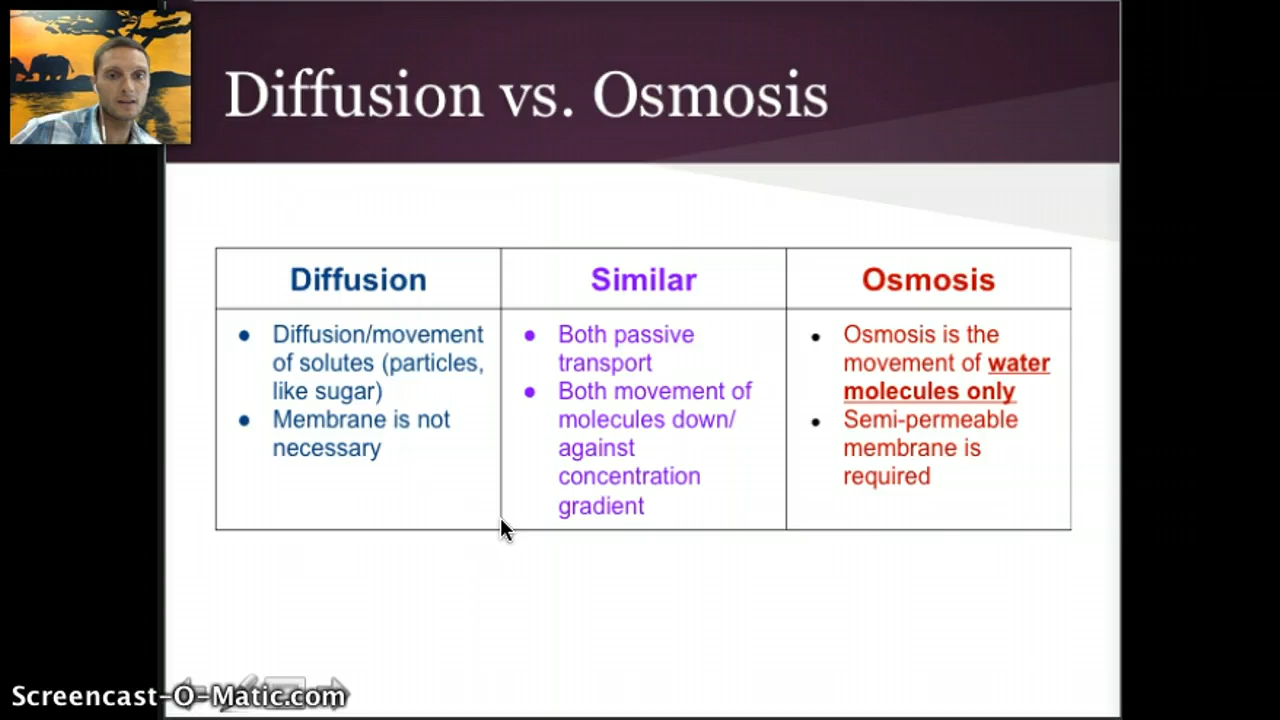 Diffusion vs. Osmosis
Diffusion
Similar
Osmosis
Diffusion/movement
of solutes (particles,
like sugar)
Membrane is not
necessary
Both passive
transport
Both movement of
molecules down/
against
concentration
gradient
Osmosis is the
movement of water
molecules only
Semi-permeable
membrane is
required
Screencast-O-Matic.com